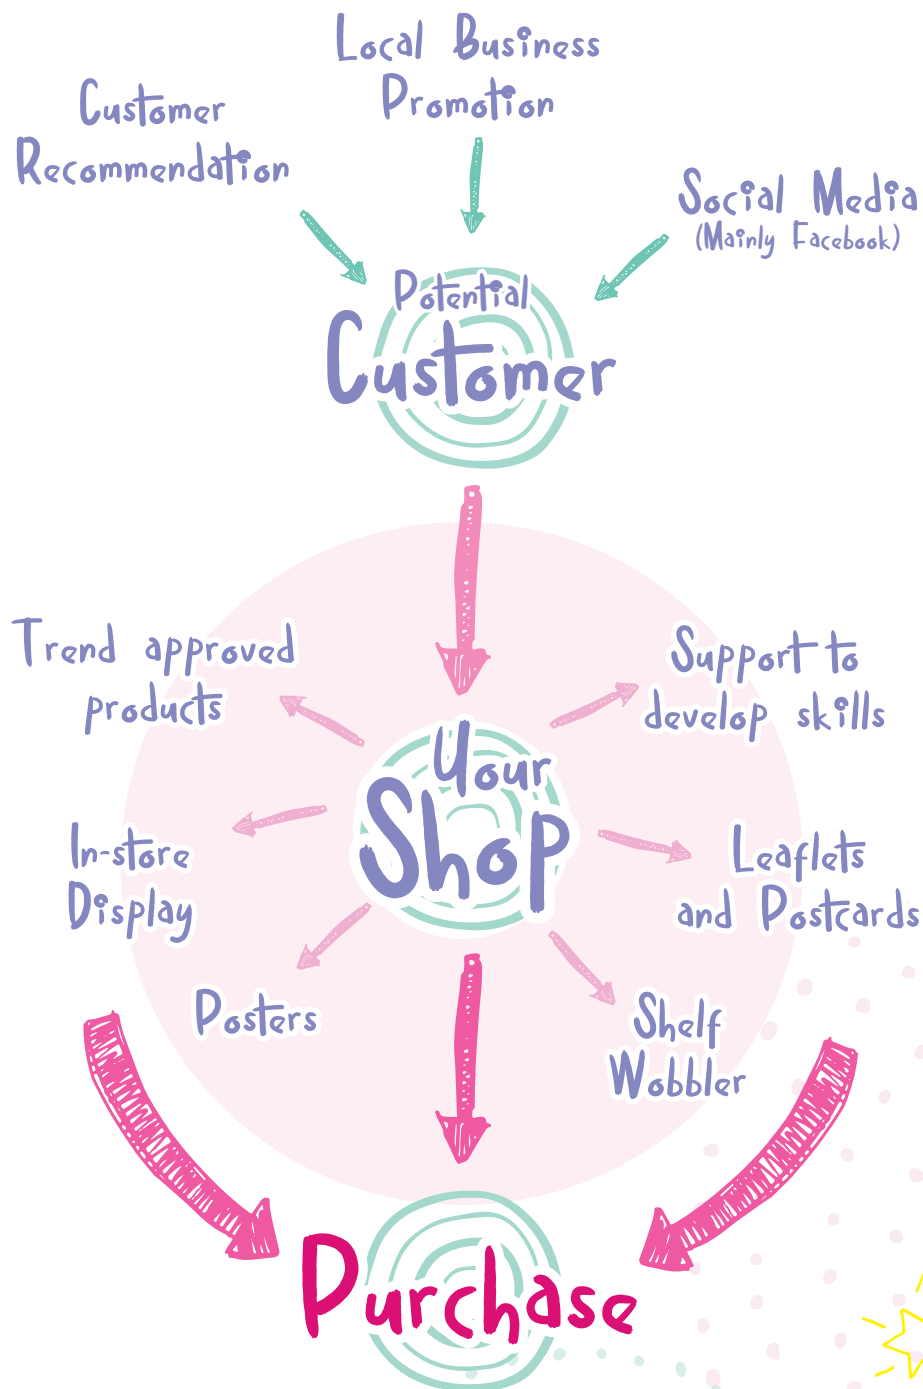 Local Business
Promotion
Customer
Recommendation
Social Media
(Mainly Facebook)
Potential
Customer
Trend approved
products
Support to
develop skills
Your
Shop
In-store
Display
Leaflets
and Postcards
Posters
Shelf
Wobbler
Purchase